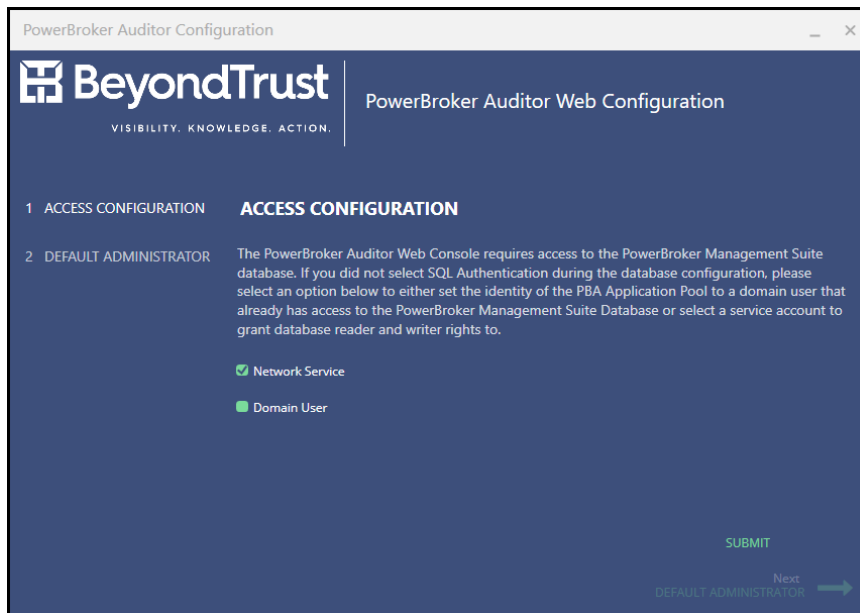 PowerBroker Auditor Configuration
BeyondTrust
VISIBILITY. KNOWLEDGE. ACTION.
PowerBroker Auditor Web Configuration
1 ACCESS CONFIGURATION
2 DEFAULT ADMINISTRATOR
ACCESS CONFIGURATION
The PowerBroker Auditor Web Console requires access to the PowerBroker Management Suite
database. If you did not select SQL Authentication during the database configuration, please
select an option below to either set the identity of the PBA Application Pool to a domain user that
already has access to the PowerBroker Management Suite Database or select a service account to
grant database reader and writer rights to.
Network Service
Domain User
SUBMIT
Next
DEFAULT ADMINISTRATOR